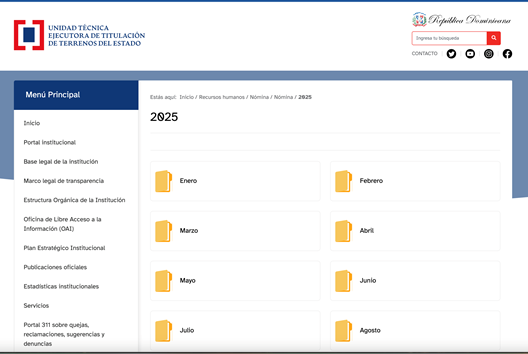 UNIDAD TÉCNICA
EJECUTORA DE TITULACIÓN
DE TERRENOS DEL ESTADO
República Dominicana
Ingrese tu búsqueda
CONTACTO
Menú Principal
Inicio
Portal institucional
Base legal de la institución
Marco legal de transparencia
Estructura Orgánica de la Institución
Oficina de Libre Acceso a la
Información (OAI)
Plan Estratégico Institucional
Publicaciones oficiales
Estadísticas institucionales
Servicios
Portal 311 sobre quejas,
reclamaciones, sugerencias y
denuncias
Estás aquí: Inicio / Recursos humanos / Nómina / Nómina / 2025
2025
Enero
Febrero
Marzo
Abril
Mayo
Junio
Julio
Agosto